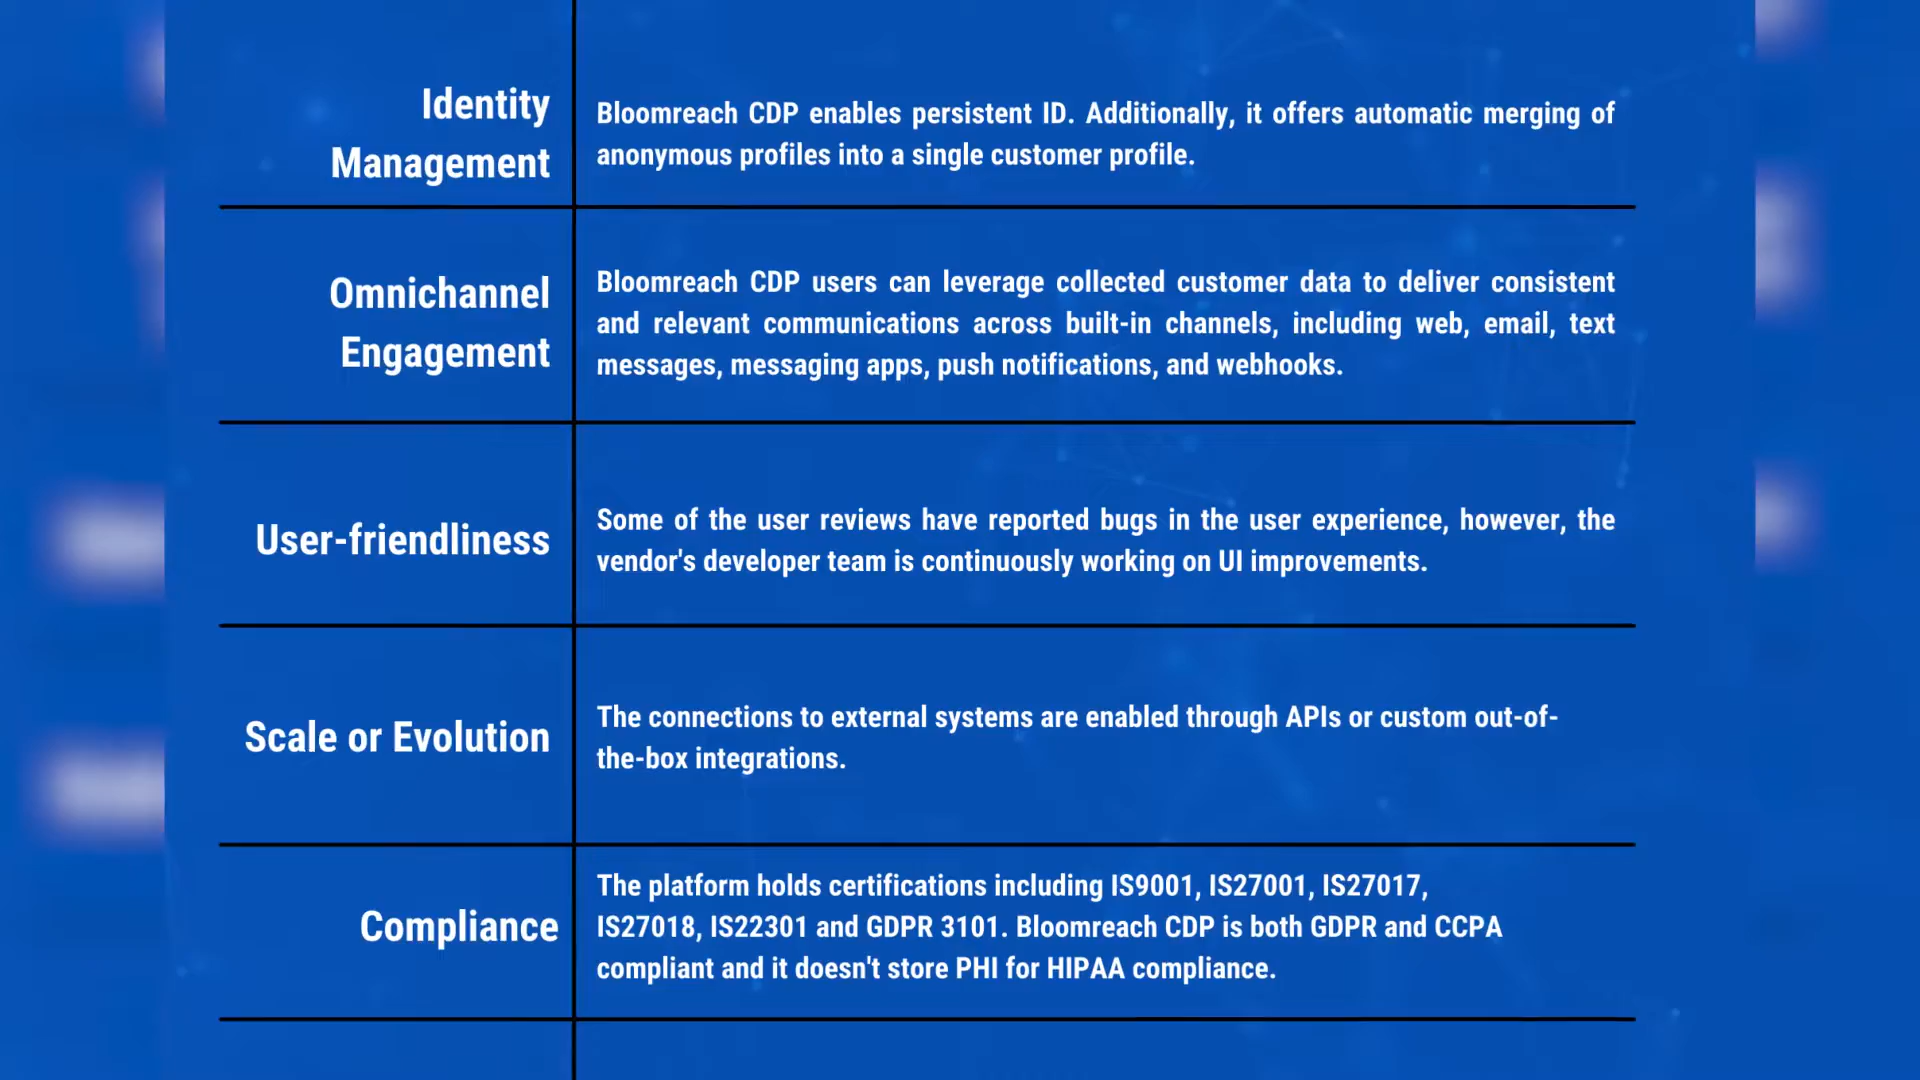 Identity
Management
Bloomreach CDP enables persistent ID. Additionally, it offers automatic merging of
anonymous profiles into a single customer profile.
Omnichannel
Engagement
Bloomreach CDP users can leverage collected customer data to deliver consistent
and relevant communications across built-in channels, including web, email, text
messages, messaging apps, push notifications, and webhooks.
User-friendliness
Some of the user reviews have reported bugs in the user experience, however, the
vendor's developer team is continuously working on UI improvements.
Scale or Evolution
The connections to external systems are enabled through APIs or custom out-of-
the-box integrations.
Compliance
The platform holds certifications including IS9001, IS27001, IS27017,
IS27018, IS22301 and GDPR 3101. Bloomreach CDP is both GDPR and CCPA
compliant and it doesn't store PHI for HIPAA compliance.